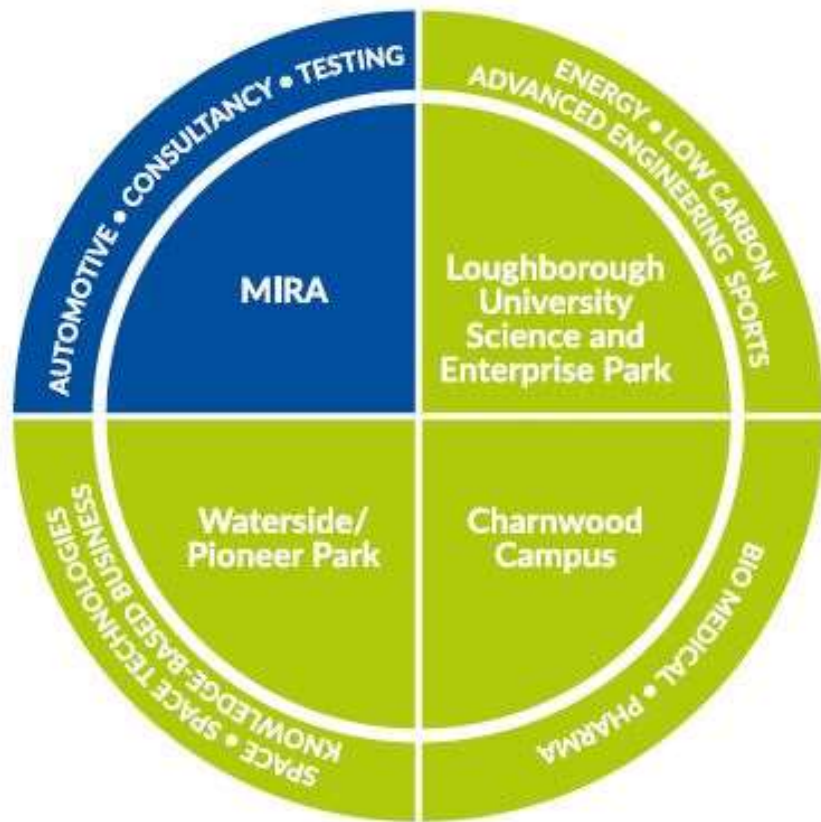 AUTOMOTIVE • CONSULTANCY • TESTING
MIRA
ENERGY • LOW CARBON
ADVANCED ENGINEERING SPORTS
Loughborough
University
Science and
Enterprise Park
Waterside/
Pioneer Park
SPACE • SPACE TECHNOLOGIES
KNOWLEDGE-BASED BUSINESS
Charnwood
Campus
BIO MEDICAL • PHARMA